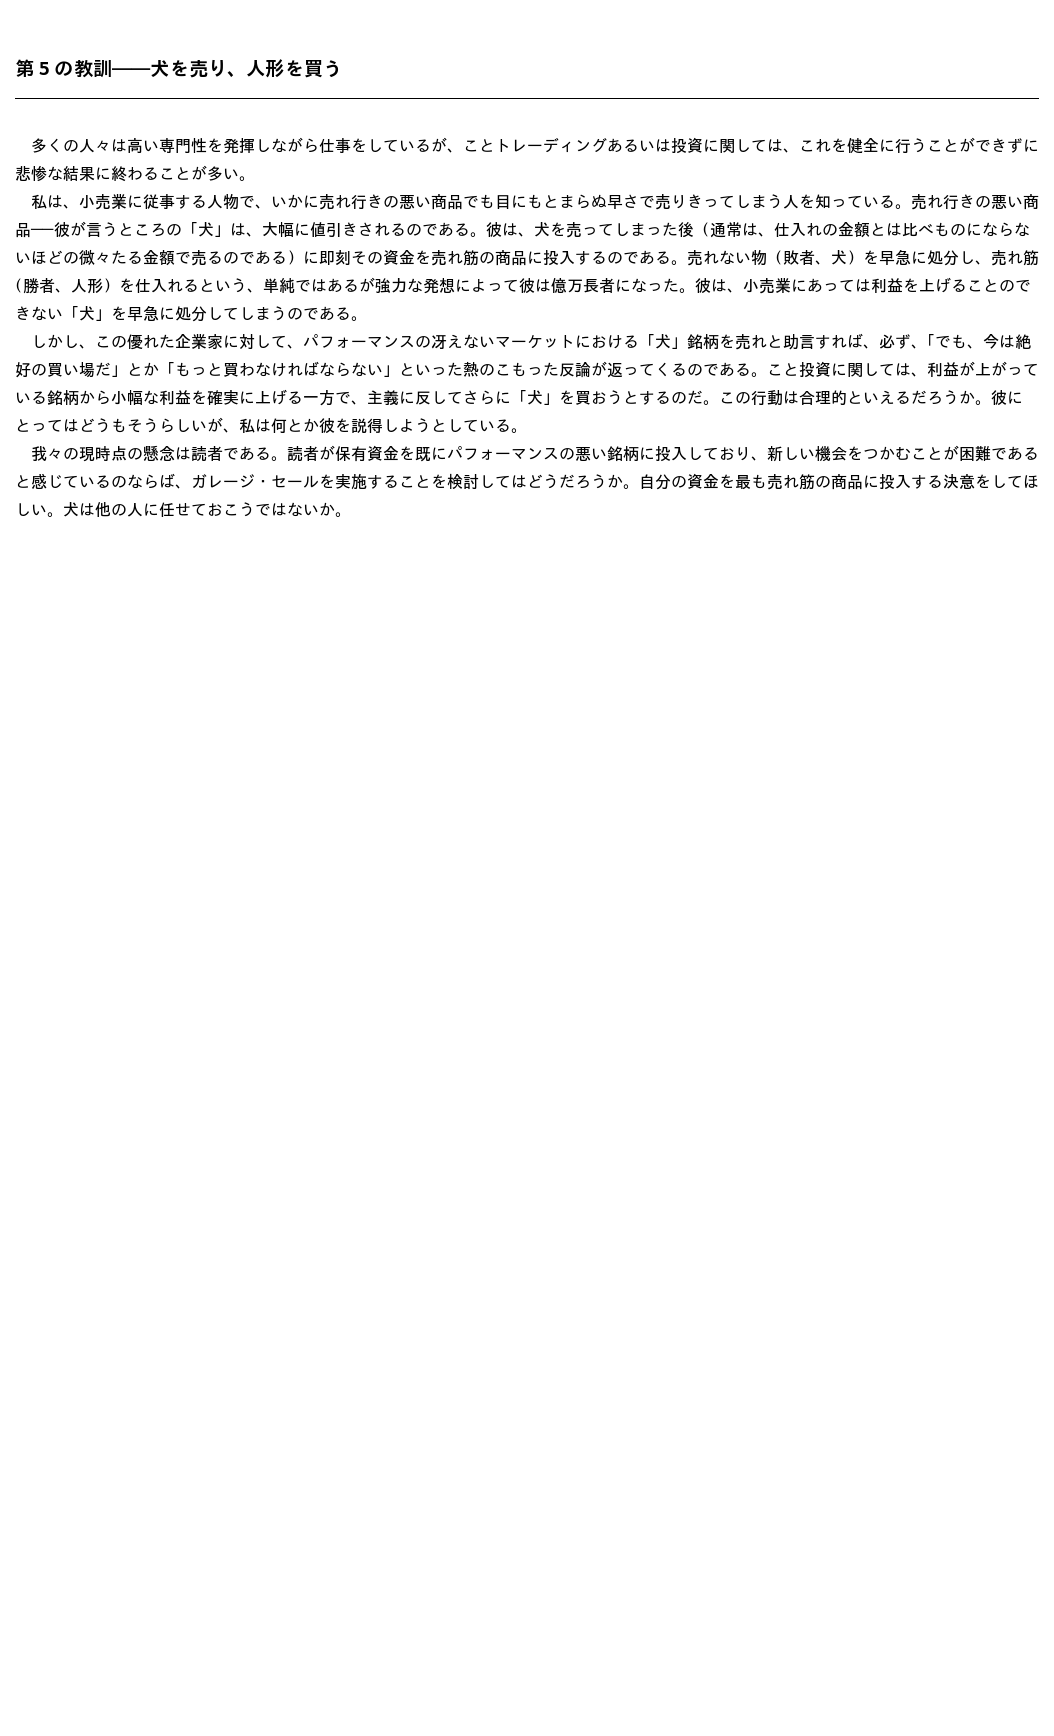 第 5 の教訓――犬を売り、人形を買う
　多くの人々は高い専門性を発揮しながら仕事をしているが、ことトレーディングあるいは投資に関しては、これを健全に行うことができずに
悲惨な結果に終わることが多い。
　私は、小売業に従事する人物で、いかに売れ行きの悪い商品でも目にもとまらぬ早さで売りきってしまう人を知っている。売れ行きの悪い商
品──彼が言うところの「犬」は、大幅に値引きされるのである。彼は、犬を売ってしまった後（通常は、仕入れの金額とは比べものにならな
いほどの微々たる金額で売るのである）に即刻その資金を売れ筋の商品に投入するのである。売れない物（敗者、犬）を早急に処分し、売れ筋
（勝者、人形）を仕入れるという、単純ではあるが強力な発想によって彼は億万長者になった。彼は、小売業にあっては利益を上げることので
きない「犬」を早急に処分してしまうのである。
　しかし、この優れた企業家に対して、パフォーマンスの冴えないマーケットにおける「犬」銘柄を売れと助言すれば、必ず、「でも、今は絶
好の買い場だ」とか「もっと買わなければならない」といった熱のこもった反論が返ってくるのである。こと投資に関しては、利益が上がって
いる銘柄から小幅な利益を確実に上げる一方で、主義に反してさらに「犬」を買おうとするのだ。この行動は合理的といえるだろうか。彼に
とってはどうもそうらしいが、私は何とか彼を説得しようとしている。
　我々の現時点の懸念は読者である。読者が保有資金を既にパフォーマンスの悪い銘柄に投入しており、新しい機会をつかむことが困難である
と感じているのならば、ガレージ・セールを実施することを検討してはどうだろうか。自分の資金を最も売れ筋の商品に投入する決意をしてほ
しい。犬は他の人に任せておこうではないか。